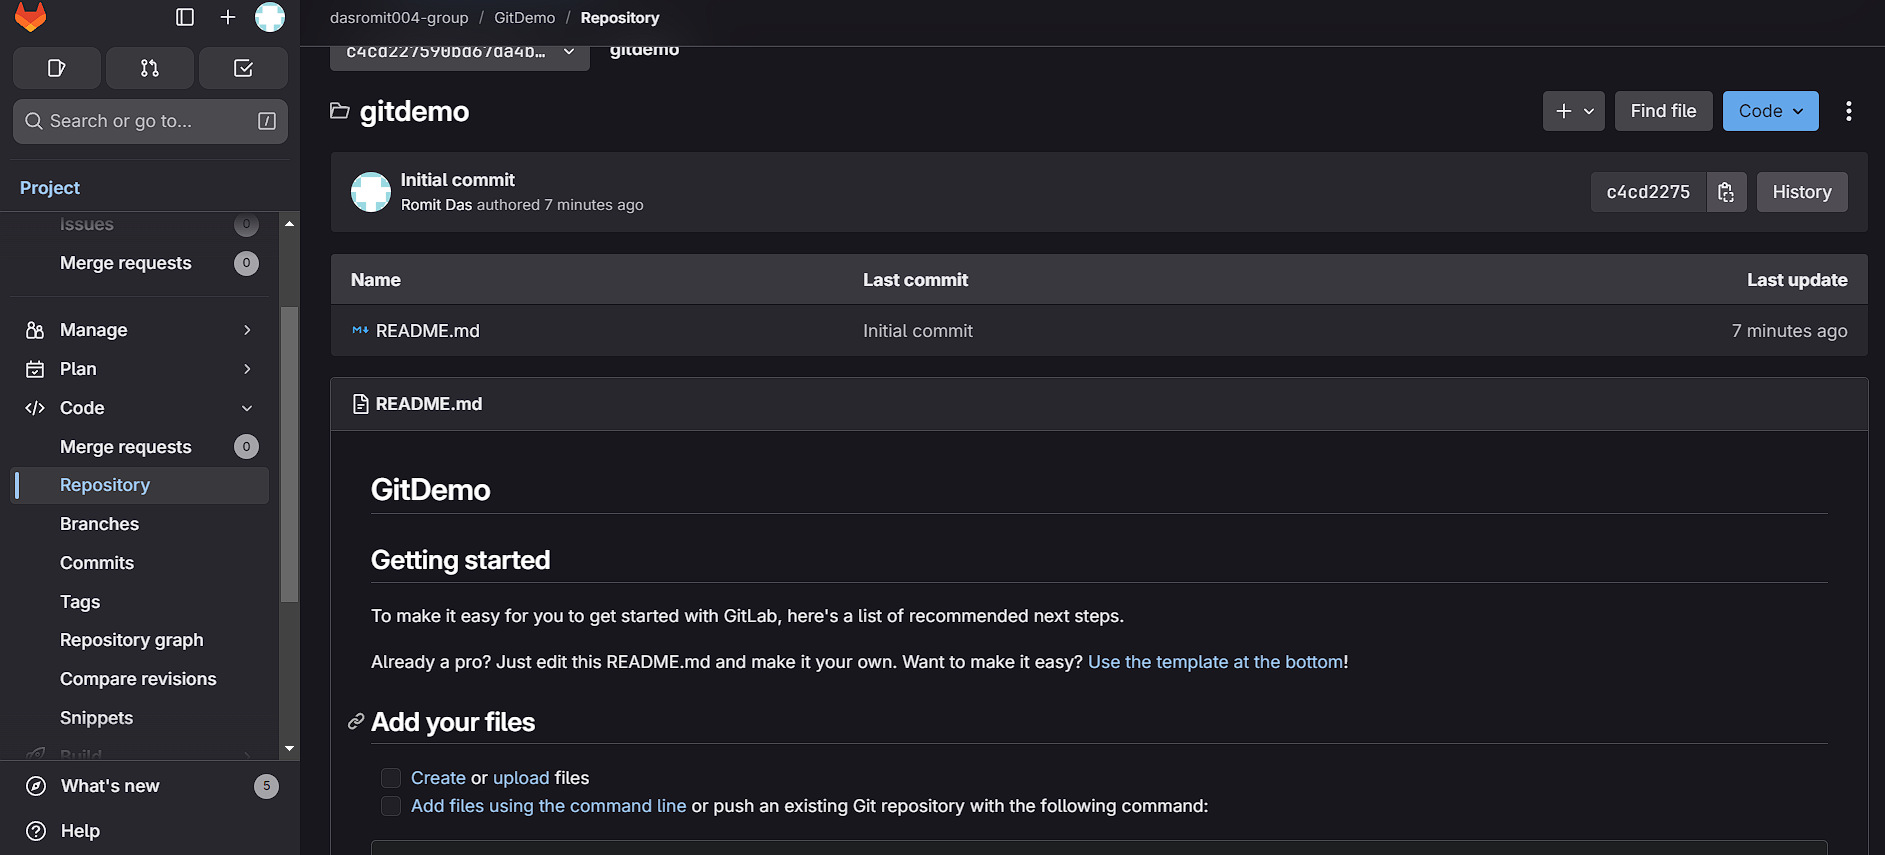 dasromit004-group / GitDemo / Repository
c4cd227590bd67da4b... gitdemo
Search or go to... /
Project
Issues 0
Merge requests 0
Manage
Plan
Code
Merge requests 0
Repository
Branches
Commits
Tags
Repository graph
Compare revisions
Snippets
Build
What's new 5
Help
gitdemo
Find file
Code
Initial commit
Romit Das authored 7 minutes ago
c4cd2275
History
Name Last commit Last update
README.md Initial commit 7 minutes ago
README.md
GitDemo
Getting started
To make it easy for you to get started with GitLab, here's a list of recommended next steps.
Already a pro? Just edit this README.md and make it your own. Want to make it easy? Use the template at the bottom!
Add your files
Create or upload files
Add files using the command line or push an existing Git repository with the following command: